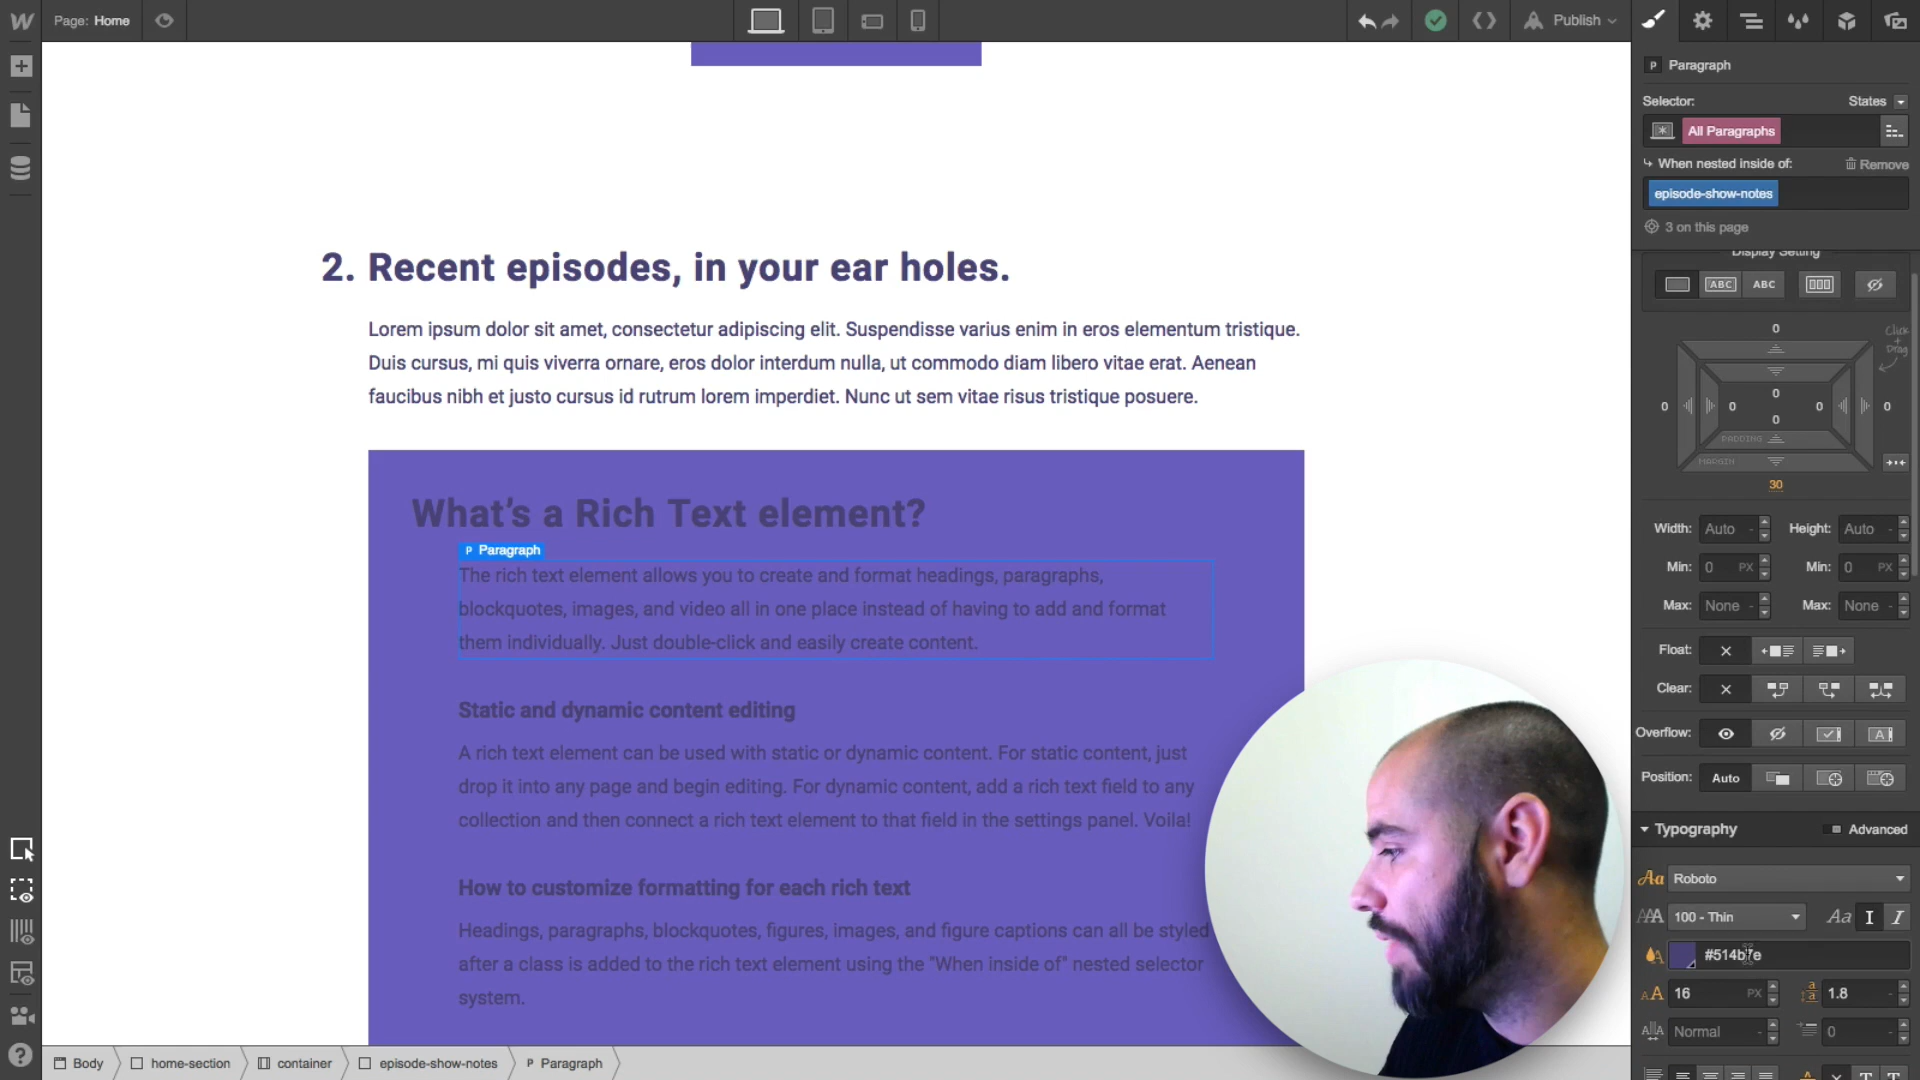 Page: Home
Publish
Paragraph
Selector:
States
All Paragraphs
When nested inside of:
Remove
episode-show-notes
3 on this page
Display Setting
ABC
ABC
0
Click
+
Drag
0
0
0
0
0
0
PADDING
MARGIN
30
Width: Auto -
Height: Auto -
Min: 0 PX
Min: 0 PX
Max: None -
Max: None -
Float:
Clear:
Overflow:
Position: Auto
Typography
Advanced
Roboto
100 - Thin
#514b7e
16 PX
1.8 -
Normal -
0
2. Recent episodes, in your ear holes.
Lorem ipsum dolor sit amet, consectetur adipiscing elit. Suspendisse varius enim in eros elementum tristique.
Duis cursus, mi quis viverra ornare, eros dolor interdum nulla, ut commodo diam libero vitae erat. Aenean
faucibus nibh et justo cursus id rutrum lorem imperdiet. Nunc ut sem vitae risus tristique posuere.
What's a Rich Text element?
P Paragraph
The rich text element allows you to create and format headings, paragraphs,
blockquotes, images, and video all in one place instead of having to add and format
them individually. Just double-click and easily create content.
Static and dynamic content editing
A rich text element can be used with static or dynamic content. For static content, just
drop it into any page and begin editing. For dynamic content, add a rich text field to any
collection and then connect a rich text element to that field in the settings panel. Voila!
How to customize formatting for each rich text
Headings, paragraphs, blockquotes, figures, images, and figure captions can all be styled
after a class is added to the rich text element using the "When inside of" nested selector
system.
Body
home-section
container
episode-show-notes
P Paragraph